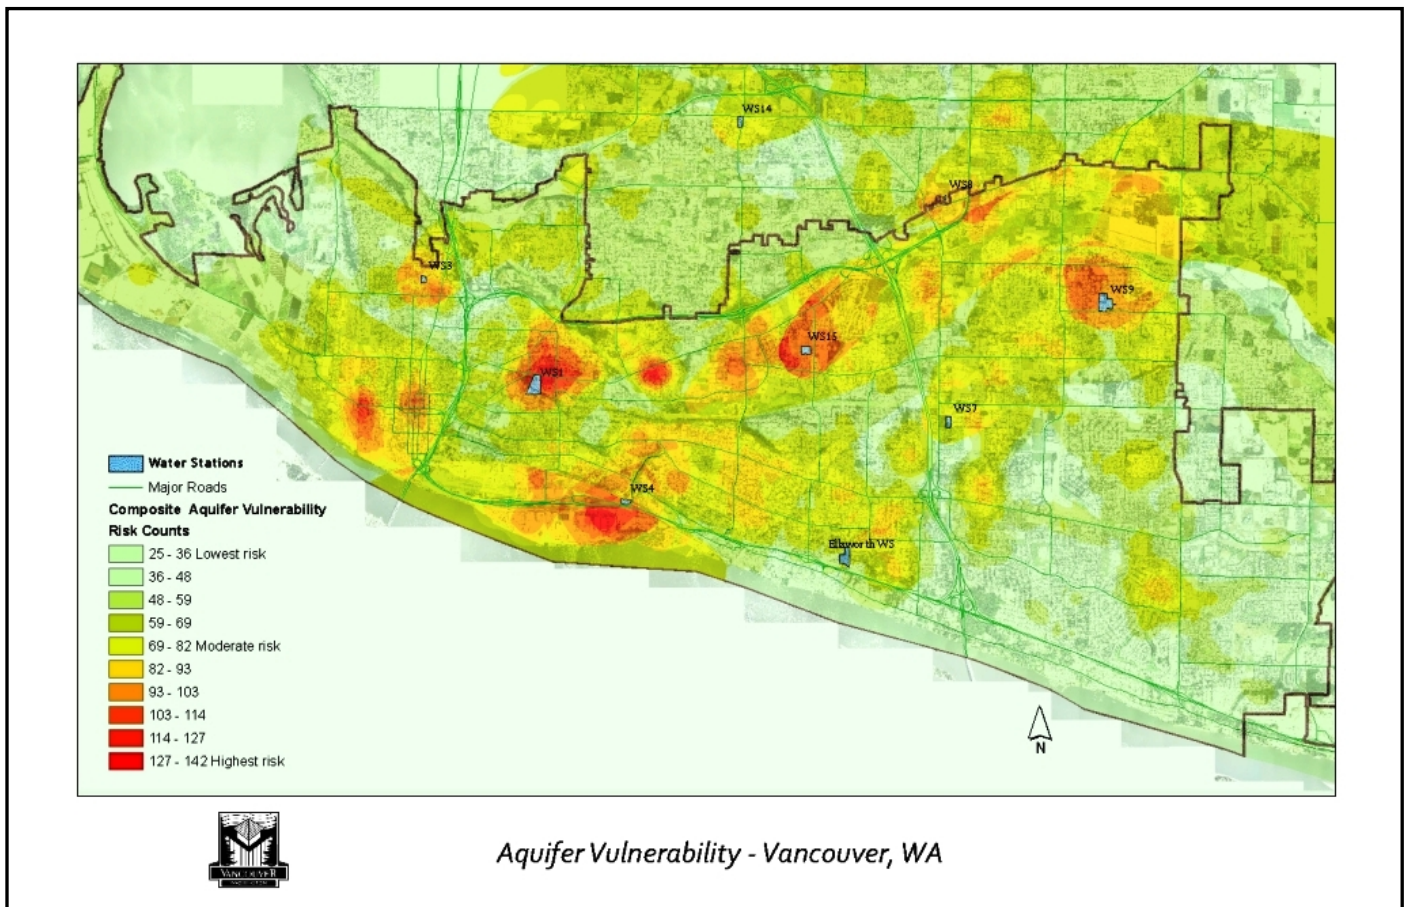 WS14
WS8
WS3
WS9
WS15
WS1
WS7
WS4
Ellsworth WS
Water Stations
Major Roads
Composite Aquifer Vulnerability
Risk Counts
25 - 36 Lowest risk
36 - 48
48 - 59
59 - 69
69 - 82 Moderate risk
82 - 93
93 - 103
103 - 114
114 - 127
127 - 142 Highest risk
N
VANCOUVER
Aquifer Vulnerability - Vancouver, WA